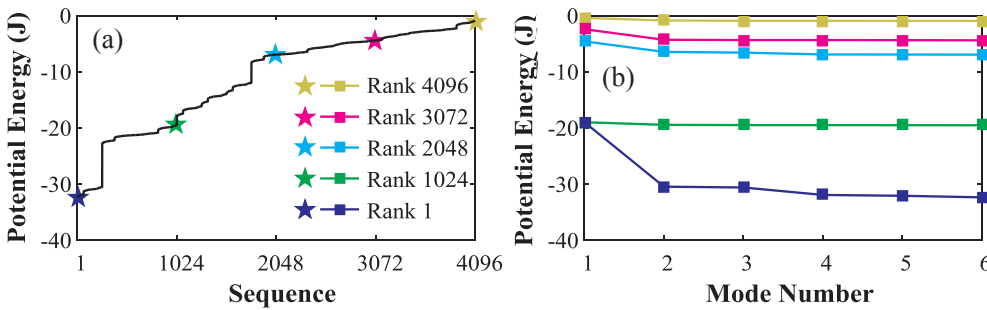 Potential Energy (J)
0
-10
-20
-30
-40
(a)
Rank 4096
Rank 3072
Rank 2048
Rank 1024
Rank 1
1 1024 2048 3072 4096
Sequence
Potential Energy (J)
0
-10
-20
-30
-40
(b)
1 2 3 4 5 6
Mode Number